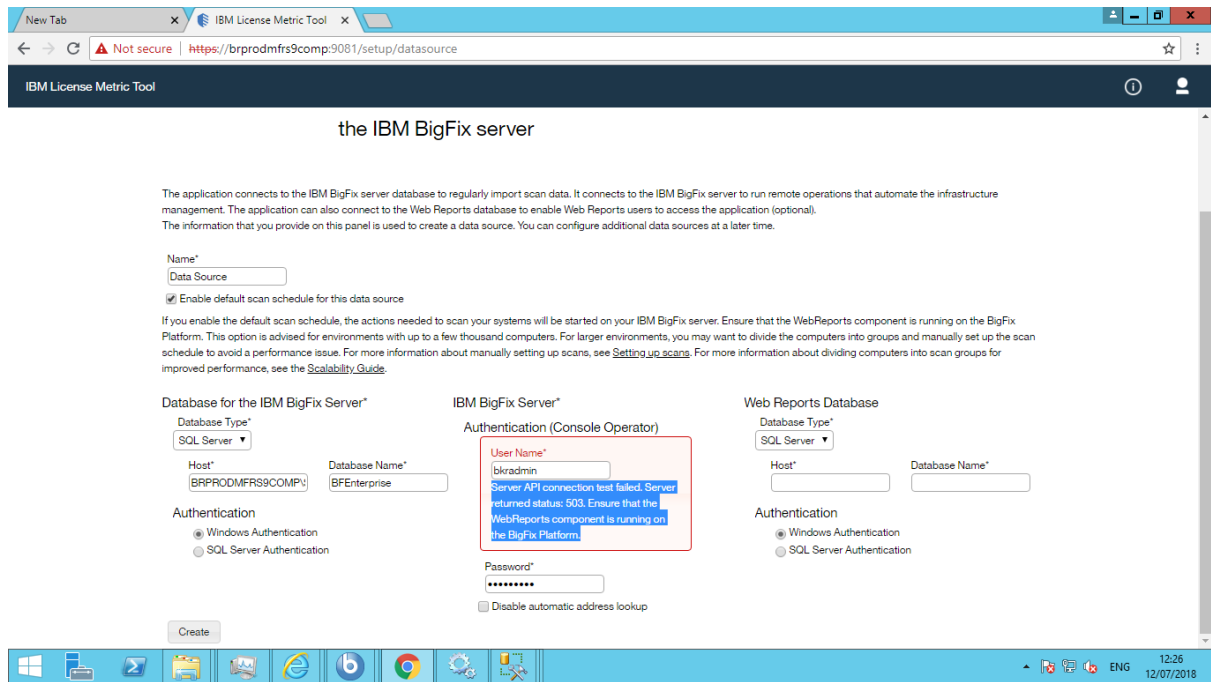 New Tab
IBM License Metric Tool
Not secure | https://brprodmfrs9comp:9081/setup/datasource
IBM License Metric Tool
the IBM BigFix server
The application connects to the IBM BigFix server database to regularly import scan data. It connects to the IBM BigFix server to run remote operations that automate the infrastructure
management. The application can also connect to the Web Reports database to enable Web Reports users to access the application (optional).
The information that you provide on this panel is used to create a data source. You can configure additional data sources at a later time.
Name*
Data Source
Enable default scan schedule for this data source
If you enable the default scan schedule, the actions needed to scan your systems will be started on your IBM BigFix server. Ensure that the WebReports component is running on the BigFix
Platform. This option is advised for environments with up to a few thousand computers. For larger environments, you may want to divide the computers into groups and manually set up the scan
schedule to avoid a performance issue. For more information about manually setting up scans, see Setting up scans. For more information about dividing computers into scan groups for
improved performance, see the Scalability Guide.
Database for the IBM BigFix Server*
Database Type*
SQL Server
Host*
Database Name*
BRPRODMFRS9COMP\
BFEnterprise
Authentication
Windows Authentication
SQL Server Authentication
IBM BigFix Server*
Authentication (Console Operator)
User Name*
bkradmin
Server API connection test failed. Server
returned status: 503. Ensure that the
WebReports component is running on
the BigFix Platform.
Password*
Disable automatic address lookup
Web Reports Database
Database Type*
SQL Server
Host*
Database Name*
Authentication
Windows Authentication
SQL Server Authentication
Create
ENG
12:26
12/07/2018